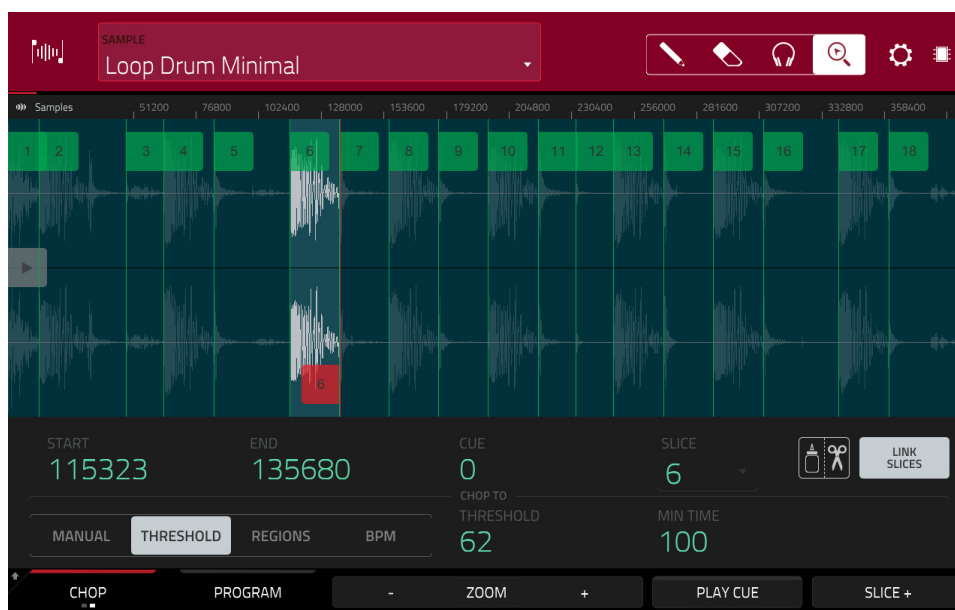 SAMPLE
Loop Drum Minimal
Samples 51200 76800 102400 128000 153600 179200 204800 230400 256000 281600 307200 332800 358400
1 2 3 4 5 6 7 8 9 10 11 12 13 14 15 16 17 18
6
START END CUE SLICE
115323 135680 0 6
LINK
SLICES
CHOP TO
THRESHOLD MIN TIME
MANUAL THRESHOLD REGIONS BPM 62 100
CHOP PROGRAM - ZOOM + PLAY CUE SLICE +